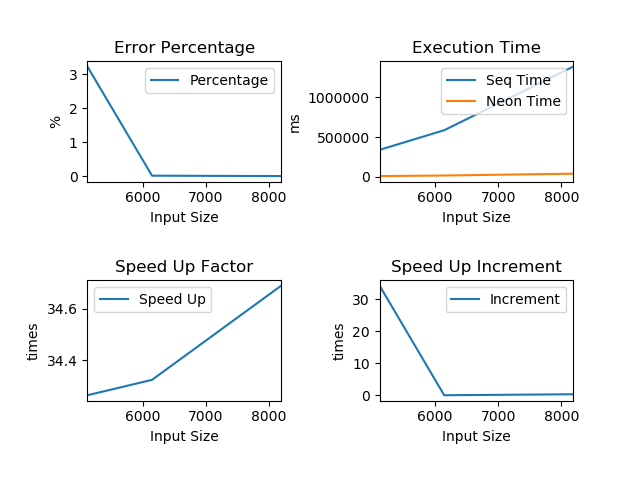 Error Percentage
3
2
1
0
%
Percentage
6000 7000 8000
Input Size
Execution Time
1000000
500000
0
ms
Seq Time
Neon Time
6000 7000 8000
Input Size
Speed Up Factor
34.6
34.4
times
Speed Up
6000 7000 8000
Input Size
Speed Up Increment
30
20
10
0
times
Increment
6000 7000 8000
Input Size